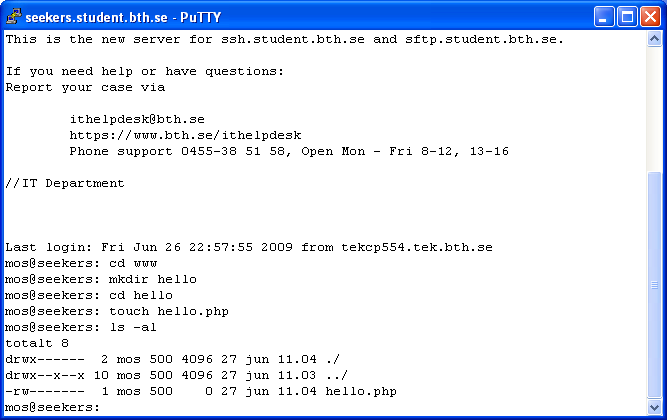 seekers.student.bth.se - PuTTY
This is the new server for ssh.student.bth.se and sftp.student.bth.se.
If you need help or have questions:
Report your case via
ithelpdesk@bth.se
https://www.bth.se/ithelpdesk
Phone support 0455-38 51 58, Open Mon - Fri 8-12, 13-16
//IT Department
Last login: Fri Jun 26 22:57:55 2009 from tekcp554.tek.bth.se
mos@seekers: cd www
mos@seekers: mkdir hello
mos@seekers: cd hello
mos@seekers: touch hello.php
mos@seekers: ls -al
totalt 8
drwx------  2 mos 500 4096 27 jun 11.04 ./
drwx--x--x 10 mos 500 4096 27 jun 11.03 ../
-rw-------  1 mos 500    0 27 jun 11.04 hello.php
mos@seekers: